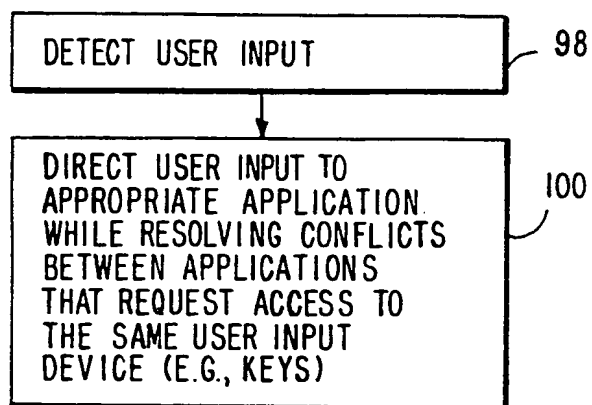 DETECT USER INPUT
98
DIRECT USER INPUT TO
APPROPRIATE APPLICATION
WHILE RESOLVING CONFLICTS
BETWEEN APPLICATIONS
THAT REQUEST ACCESS TO
THE SAME USER INPUT
DEVICE (E.G., KEYS)
100